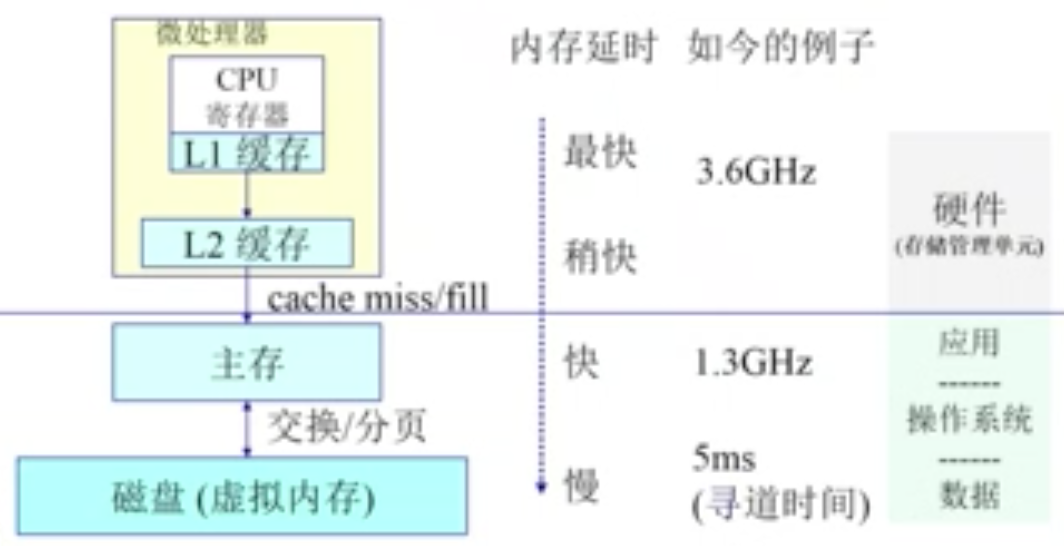 微处理器
CPU
寄存器
L1 缓存
L2 缓存
cache miss/fill
主存
交换/分页
磁盘 (虚拟内存)
内存延时 如今的例子
最快 3.6GHz
稍快
快 1.3GHz
慢 5ms
(寻道时间)
硬件
(存储管理单元)
应用
------
操作系统
------
数据